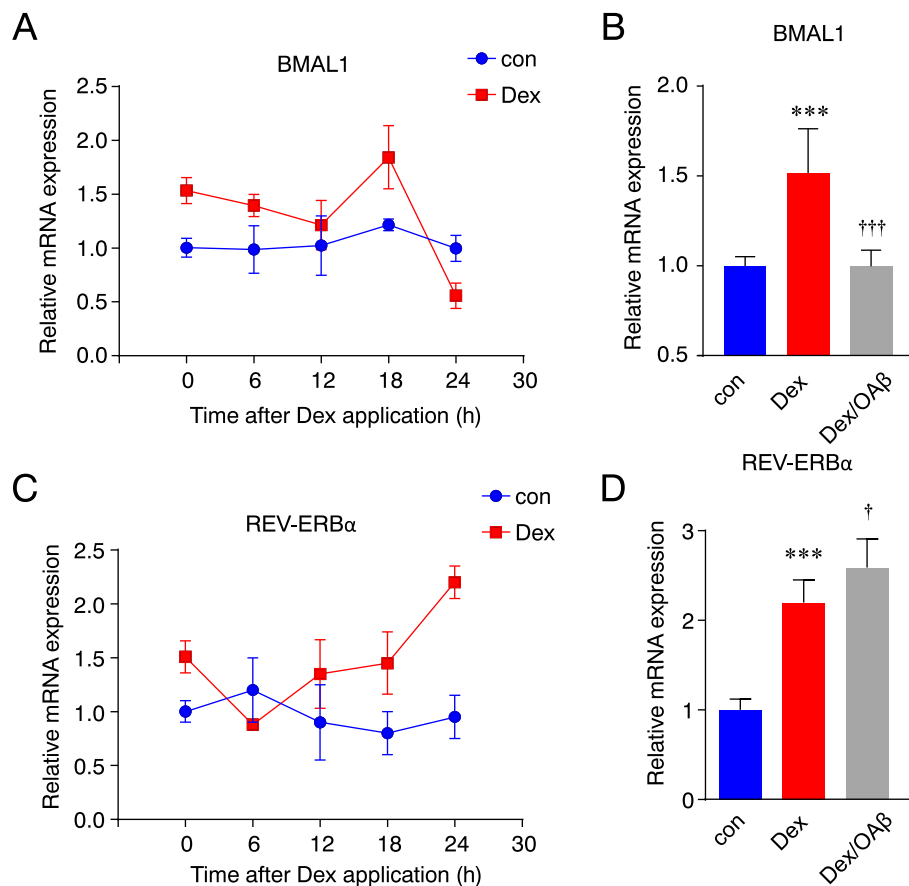 A
BMAL1
con
Dex
Relative mRNA expression
2.5
2.0
1.5
1.0
0.5
0.0
0 6 12 18 24 30
Time after Dex application (h)
B
BMAL1
Relative mRNA expression
2.0
1.5
1.0
0.5
***
†††
con
Dex
Dex/OAβ
C
REV-ERBα
con
Dex
Relative mRNA expression
2.5
2.0
1.5
1.0
0.5
0.0
0 6 12 18 24 30
Time after Dex application (h)
D
REV-ERBα
Relative mRNA expression
3
2
1
0
***
†
con
Dex
Dex/OAβ